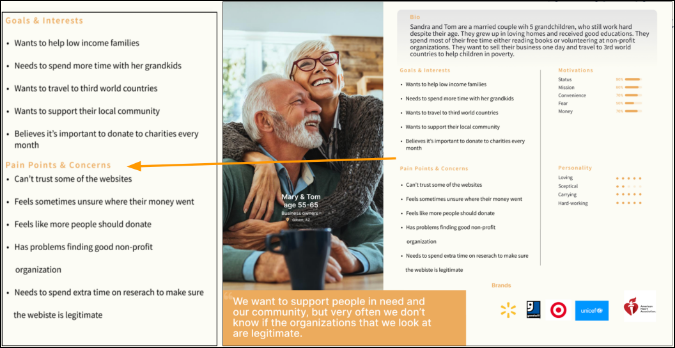 Goals & Interests
• Wants to help low income families
• Needs to spend more time with her grandkids
• Wants to travel to third world countries
• Wants to support their local community
• Believes it's important to donate to charities every
month
Pain Points & Concerns
• Can't trust some of the websites
• Feels sometimes unsure where their money went
• Feels like more people should donate
• Has problems finding good non-profit
organization
• Needs to spend extra time on reserach to make sure
the webiste is legitimate
Mary & Tom
age 55-65
Business owners
“We want to support people in need and
our community, but very often we don't
know if the organizations that we look at
are legitimate.
Bio
Sandra and Tom are a married couple wih 5 grandchildren, who still work hard
despite their age. They grew up in loving homes and received good educations. They
spend most of their free time either reading books or volunteering at non-profit
organizations. They want to sell their business one day and travel to 3rd world
countries to help children in poverty.
Goals & Interests
• Wants to help low income families
• Needs to spend more time with her grandkids
• Wants to travel to third world countries
• Wants to support their local community
• Believes it's important to donate to charities every
month
Pain Points & Concerns
• Can't trust some of the websites
• Feels sometimes unsure where their money went
• Feels like more people should donate
• Has problems finding good non-profit
organization
• Needs to spend extra time on reserach to make sure
the webiste is legitimate
Motivations
Status
Mission
Convenience
Fear
Money
Personality
Loving
Sceptical
Carrying
Hard-working
Brands
goodwill
unicef
American
Heart
Association